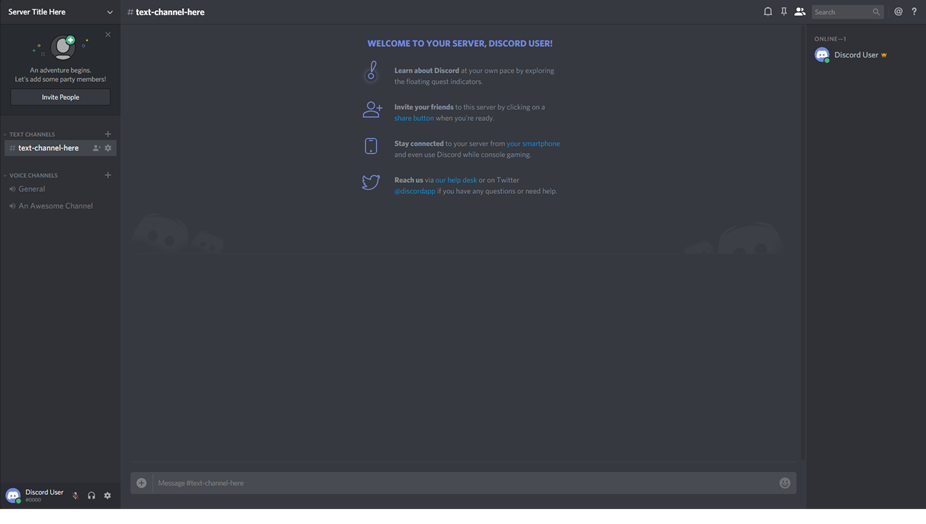 Server Title Here
An adventure begins.
Let's add some party members!
Invite People
TEXT CHANNELS
# text-channel-here
VOICE CHANNELS
General
An Awesome Channel
Discord User
#0000
# text-channel-here
Search
@ ?
WELCOME TO YOUR SERVER, DISCORD USER!
Learn about Discord at your own pace by exploring
the floating quest indicators.
Invite your friends to this server by clicking on a
share button when you're ready.
Stay connected to your server from your smartphone
and even use Discord while console gaming.
Reach us via our help desk or on Twitter
@discordapp if you have any questions or need help.
Message #text-channel-here
ONLINE—1
Discord User